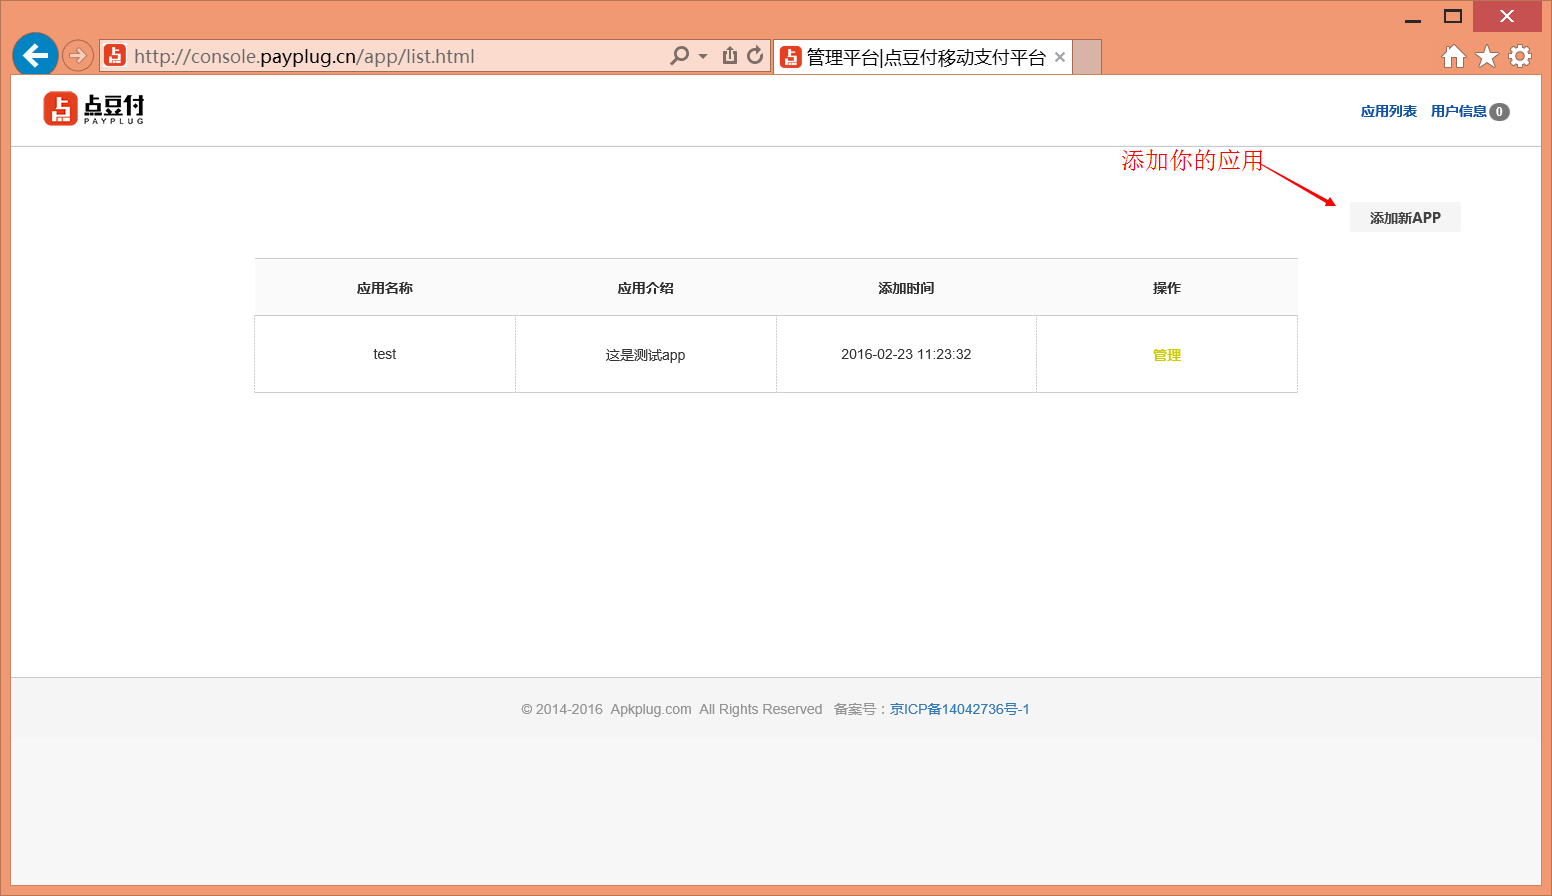 http://console.payplug.cn/app/list.html
管理平台|点豆付移动支付平台
点 点豆付
PAYPLUG
应用列表 用户信息 0
添加你的应用
添加新APP
应用名称 应用介绍 添加时间 操作
test 这是测试app 2016-02-23 11:23:32 管理
© 2014-2016 Apkplug.com All Rights Reserved 备案号：京ICP备14042736号-1